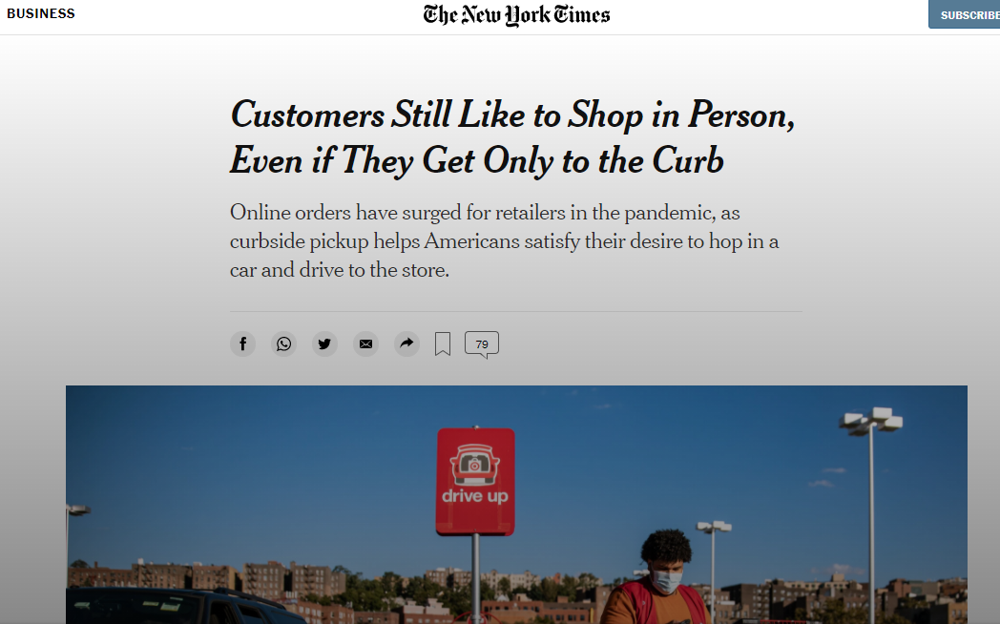 BUSINESS
The New York Times
SUBSCRIBE
Customers Still Like to Shop in Person,
Even if They Get Only to the Curb
Online orders have surged for retailers in the pandemic, as
curbside pickup helps Americans satisfy their desire to hop in a
car and drive to the store.
79
drive up